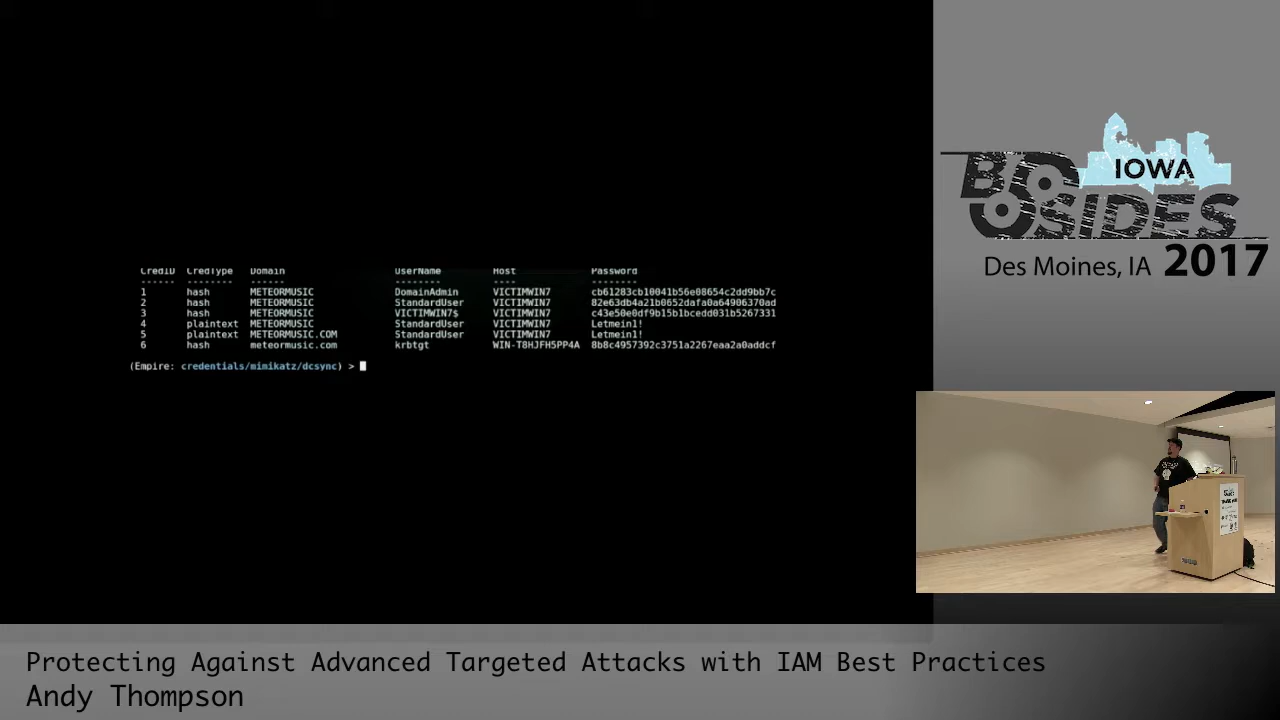 CredID CredType Domain UserName Host Password
------ -------- ------ -------- ---- --------
1 hash METEORMUSIC DomainAdmin VICTIMWIN7 cb61283cb10041b56e08654c2dd9bb7c
2 hash METEORMUSIC StandardUser VICTIMWIN7 82e63db4a21b0652dafa0a64906370ad
3 hash METEORMUSIC VICTIMWIN7$ VICTIMWIN7 c43e50e0df9b15b1bcedd031b5267331
4 plaintext METEORMUSIC StandardUser VICTIMWIN7 Letmein1!
5 plaintext METEORMUSIC.COM StandardUser VICTIMWIN7 Letmein1!
6 hash meteormusic.com krbtgt WIN-T8HJFH5PP4A 8b8c4957392c3751a2267eaa2a0addcf
(Empire: credentials/mimikatz/dcsync) >
IOWA
BSIDES
Des Moines, IA 2017
Protecting Against Advanced Targeted Attacks with IAM Best Practices
Andy Thompson